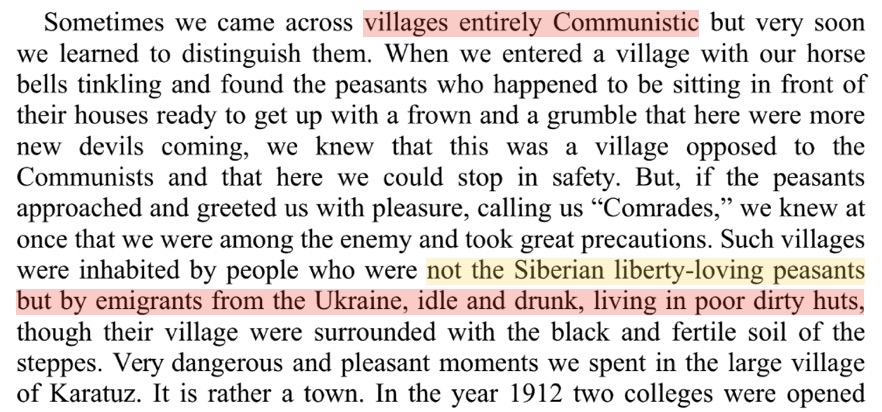 Sometimes we came across villages entirely Communistic but very soon
we learned to distinguish them. When we entered a village with our horse
bells tinkling and found the peasants who happened to be sitting in front of
their houses ready to get up with a frown and a grumble that here were more
new devils coming, we knew that this was a village opposed to the
Communists and that here we could stop in safety. But, if the peasants
approached and greeted us with pleasure, calling us “Comrades,” we knew at
once that we were among the enemy and took great precautions. Such villages
were inhabited by people who were not the Siberian liberty-loving peasants
but by emigrants from the Ukraine, idle and drunk, living in poor dirty huts,
though their village were surrounded with the black and fertile soil of the
steppes. Very dangerous and pleasant moments we spent in the large village
of Karatuz. It is rather a town. In the year 1912 two colleges were opened